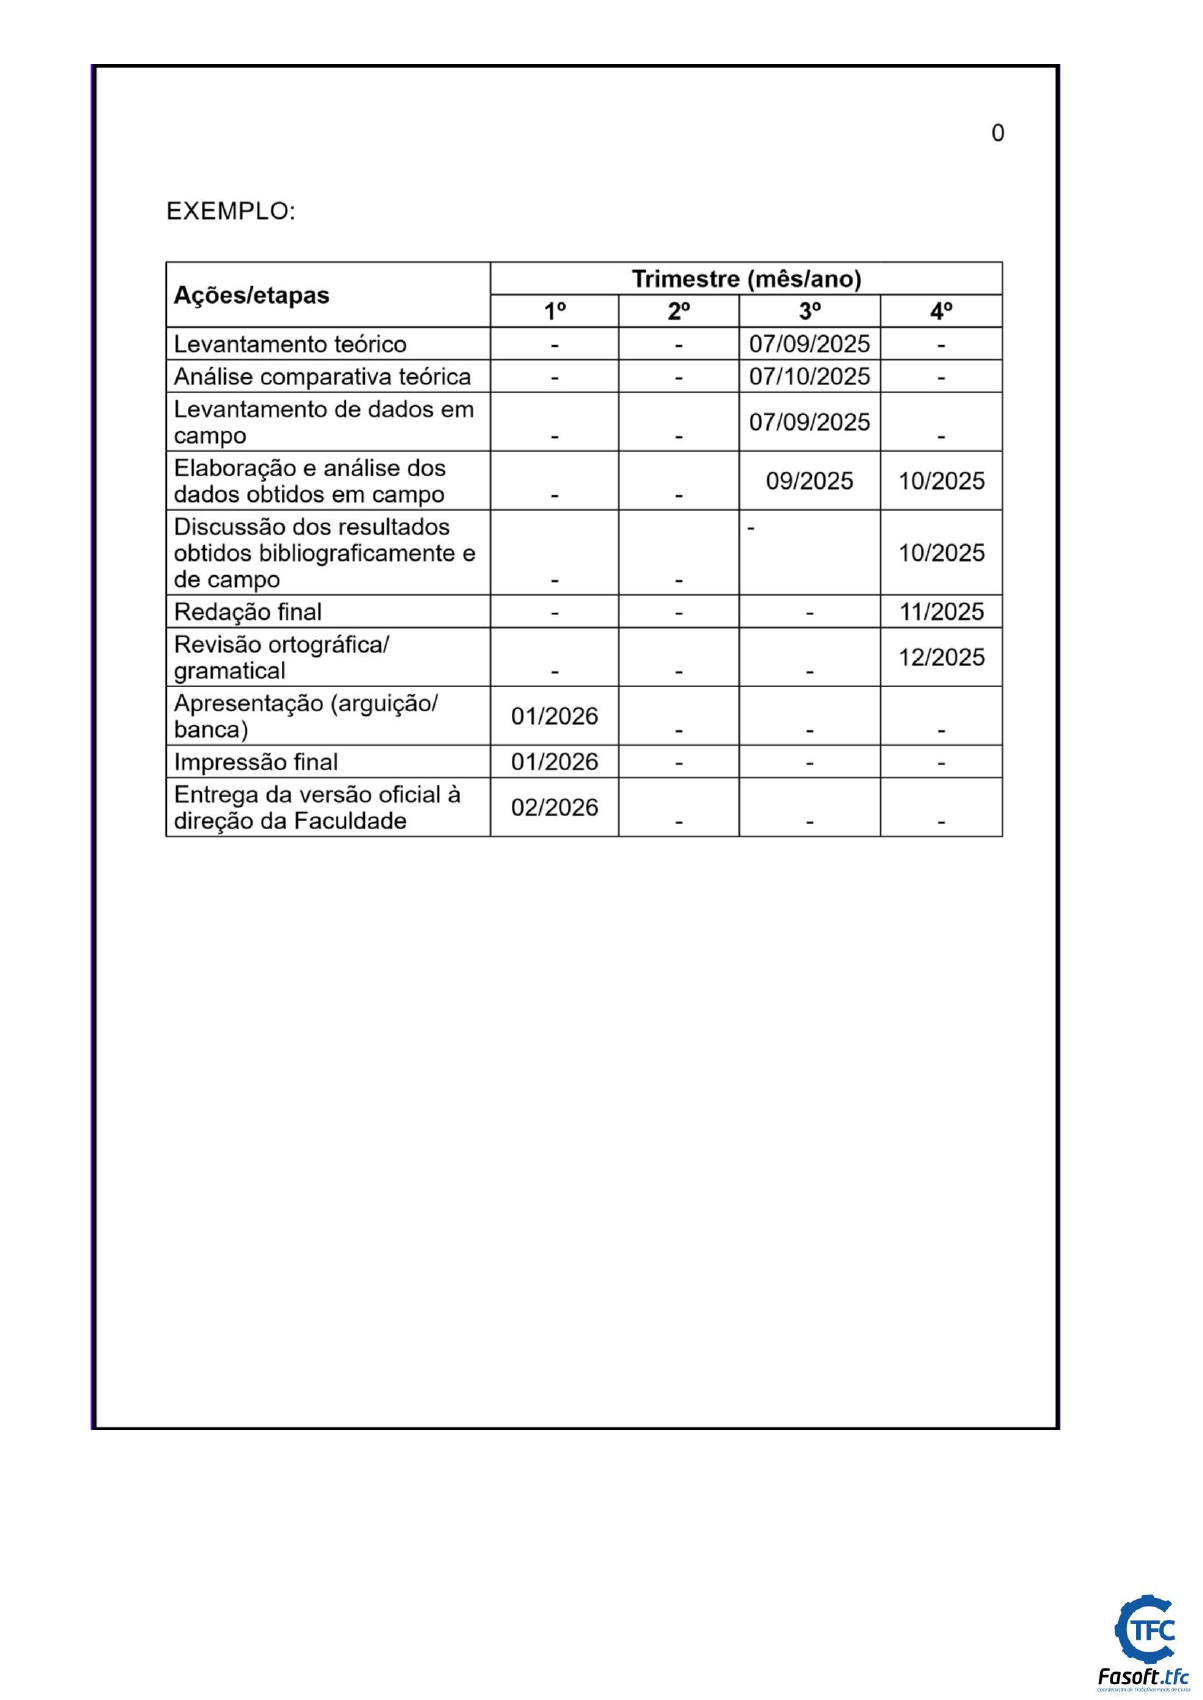 0
EXEMPLO:
Ações/etapas Trimestre (mês/ano)
1º 2º 3º 4º
Levantamento teórico - - 07/09/2025 -
Análise comparativa teórica - - 07/10/2025 -
Levantamento de dados em
campo - - 07/09/2025 -
Elaboração e análise dos
dados obtidos em campo - - 09/2025 10/2025
Discussão dos resultados
obtidos bibliograficamente e
de campo - - - 10/2025
Redação final - - - 11/2025
Revisão ortográfica/
gramatical - - - 12/2025
Apresentação (arguição/
banca) 01/2026 - - -
Impressão final 01/2026 - - -
Entrega da versão oficial à
direção da Faculdade 02/2026 - - -
TFC
Fasoft.tfc